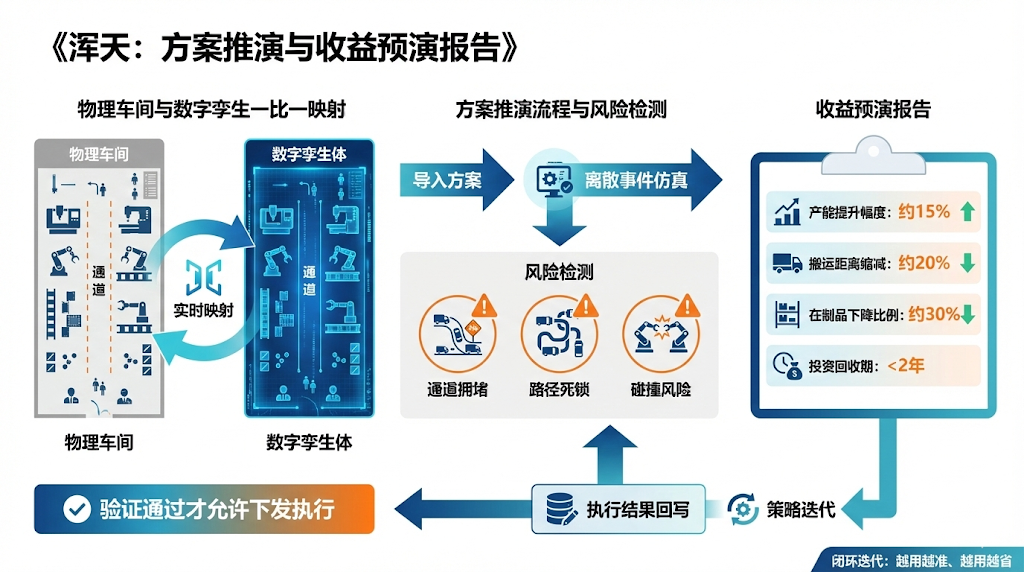 《浑天：方案推演与收益预演报告》
物理车间与数字孪生一比一映射
物理车间
数字孪生体
通道
通道
实时映射
物理车间
数字孪生体
方案推演流程与风险检测
导入方案
离散事件仿真
风险检测
通道拥堵
路径死锁
碰撞风险
收益预演报告
产能提升幅度：约15%
搬运距离缩减：约20%
在制品下降比例：约30%
投资回收期：<2年
验证通过才允许下发执行
执行结果回写
策略迭代
闭环迭代：越用越准、越用越省